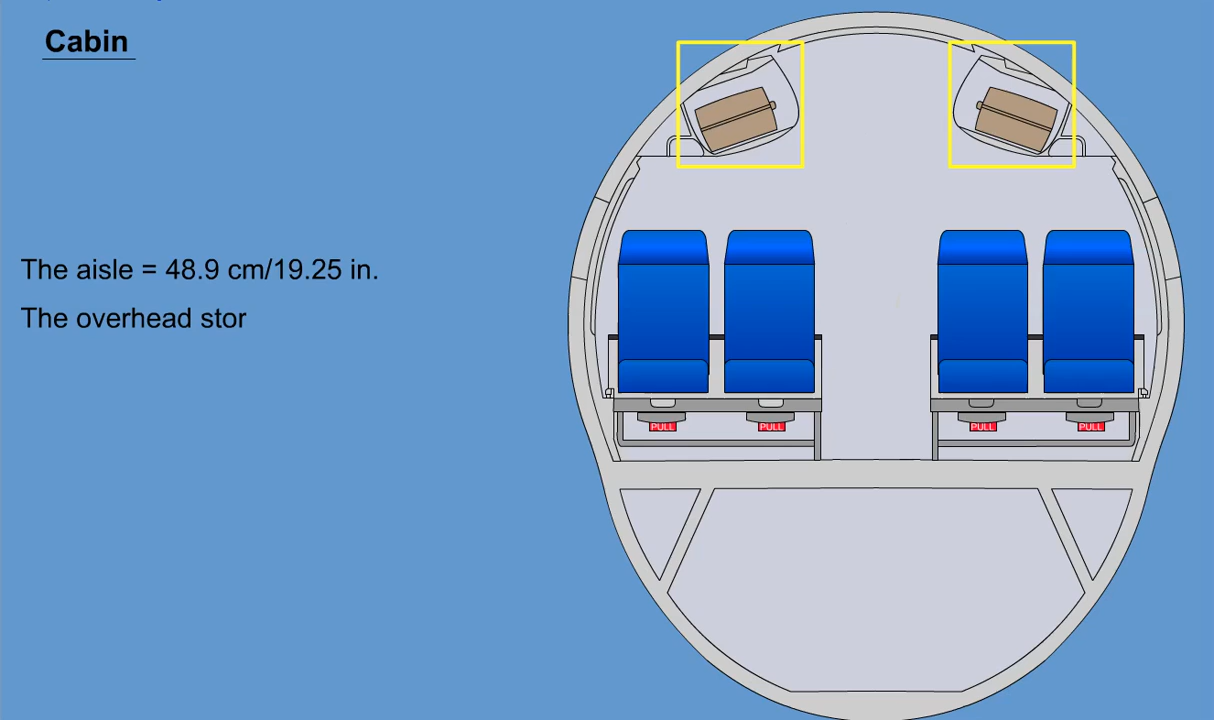 Cabin
The aisle = 48.9 cm/19.25 in.
The overhead stor
PULL PULL PULL PULL